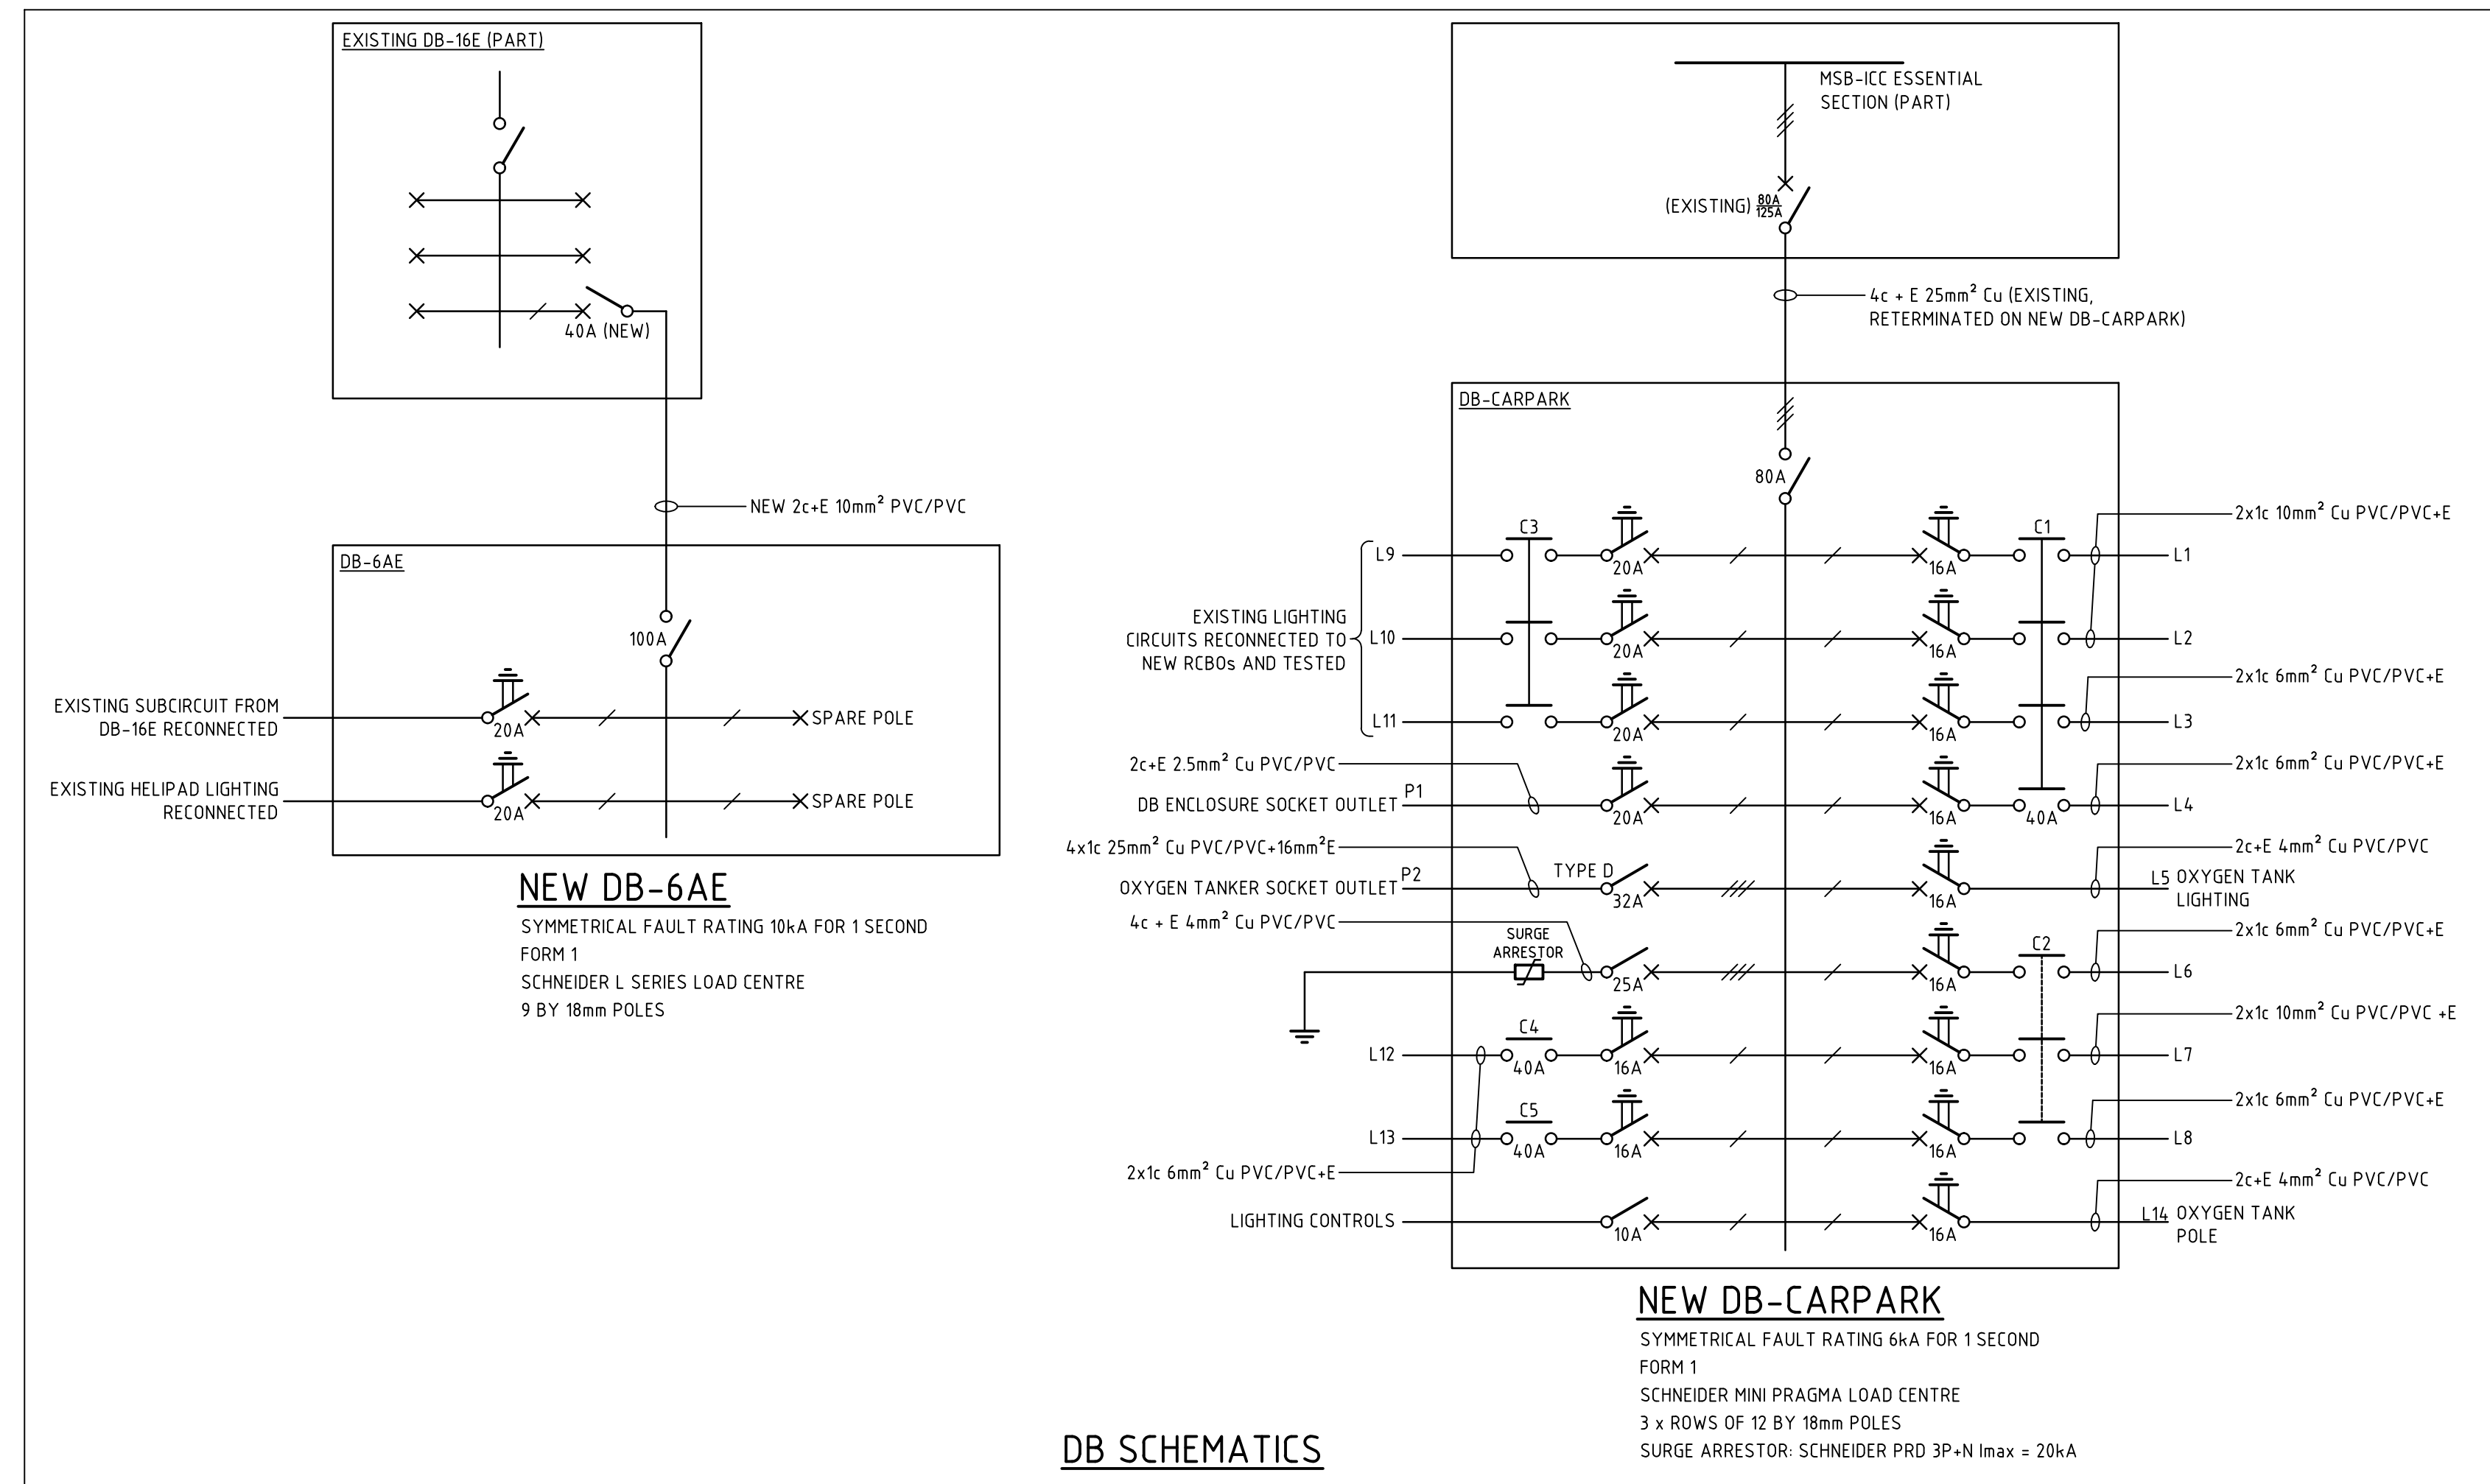 EXISTING DB-16E (PART)
40A (NEW)
NEW 2c+E 10mm² PVC/PVC
DB-6AE
100A
EXISTING SUBCIRCUIT FROM
DB-16E RECONNECTED
20A
SPARE POLE
EXISTING HELIPAD LIGHTING
RECONNECTED
20A
SPARE POLE
NEW DB-6AE
SYMMETRICAL FAULT RATING 10kA FOR 1 SECOND
FORM 1
SCHNEIDER L SERIES LOAD CENTRE
9 BY 18mm POLES
MSB-ICC ESSENTIAL
SECTION (PART)
(EXISTING) 80A
125A
4c + E 25mm² Cu (EXISTING,
RETERMINATED ON NEW DB-CARPARK)
DB-CARPARK
80A
EXISTING LIGHTING
CIRCUITS RECONNECTED TO
NEW RCBOs AND TESTED
C3
L9
20A
L10
20A
L11
20A
2c+E 2.5mm² Cu PVC/PVC
DB ENCLOSURE SOCKET OUTLET P1
20A
4x1c 25mm² Cu PVC/PVC+16mm²E
OXYGEN TANKER SOCKET OUTLET P2
TYPE D
32A
4c + E 4mm² Cu PVC/PVC
SURGE
ARRESTOR
25A
L12
C4
40A
16A
L13
C5
40A
16A
2x1c 6mm² Cu PVC/PVC+E
LIGHTING CONTROLS
10A
C1
2x1c 10mm² Cu PVC/PVC+E
16A
L1
16A
L2
2x1c 6mm² Cu PVC/PVC+E
16A
L3
2x1c 6mm² Cu PVC/PVC+E
16A
40A
L4
2c+E 4mm² Cu PVC/PVC
16A
L5 OXYGEN TANK
LIGHTING
2x1c 6mm² Cu PVC/PVC+E
C2
16A
L6
2x1c 10mm² Cu PVC/PVC +E
16A
L7
2x1c 6mm² Cu PVC/PVC+E
16A
L8
2c+E 4mm² Cu PVC/PVC
16A
L14 OXYGEN TANK
POLE
NEW DB-CARPARK
SYMMETRICAL FAULT RATING 6kA FOR 1 SECOND
FORM 1
SCHNEIDER MINI PRAGMA LOAD CENTRE
3 x ROWS OF 12 BY 18mm POLES
SURGE ARRESTOR: SCHNEIDER PRD 3P+N Imax = 20kA
DB SCHEMATICS